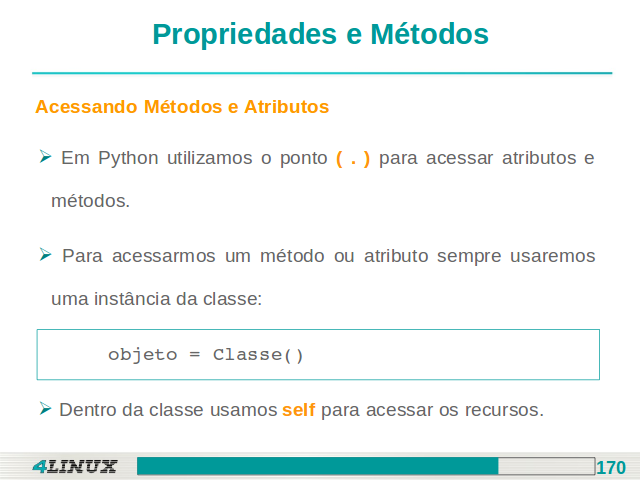 Propriedades e Métodos
Acessando Métodos e Atributos
Em Python utilizamos o ponto ( . ) para acessar atributos e
métodos.
Para acessarmos um método ou atributo sempre usaremos
uma instância da classe:
objeto = Classe()
Dentro da classe usamos self para acessar os recursos.
4LINUX
170